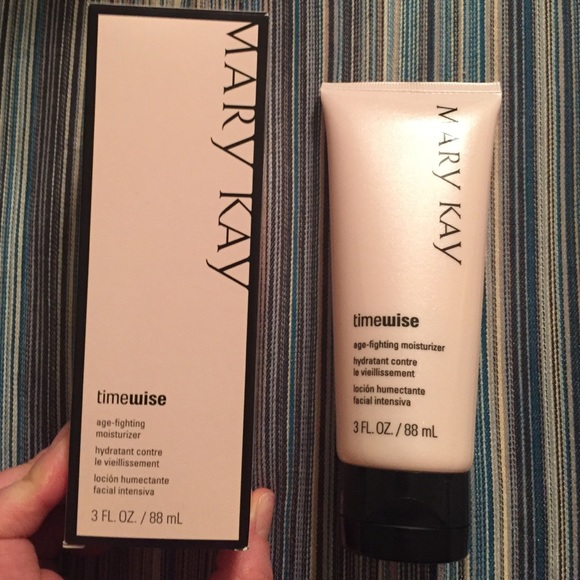 MARY KAY
timewise
age-fighting
moisturizer
hydratant contre
le vieillissement
loción humectante
facial intensiva
3 FL. OZ. / 88 mL
MARY KAY
timewise
age-fighting moisturizer
hydratant contre
le vieillissement
loción humectante
facial intensiva
3 FL. OZ. / 88 mL